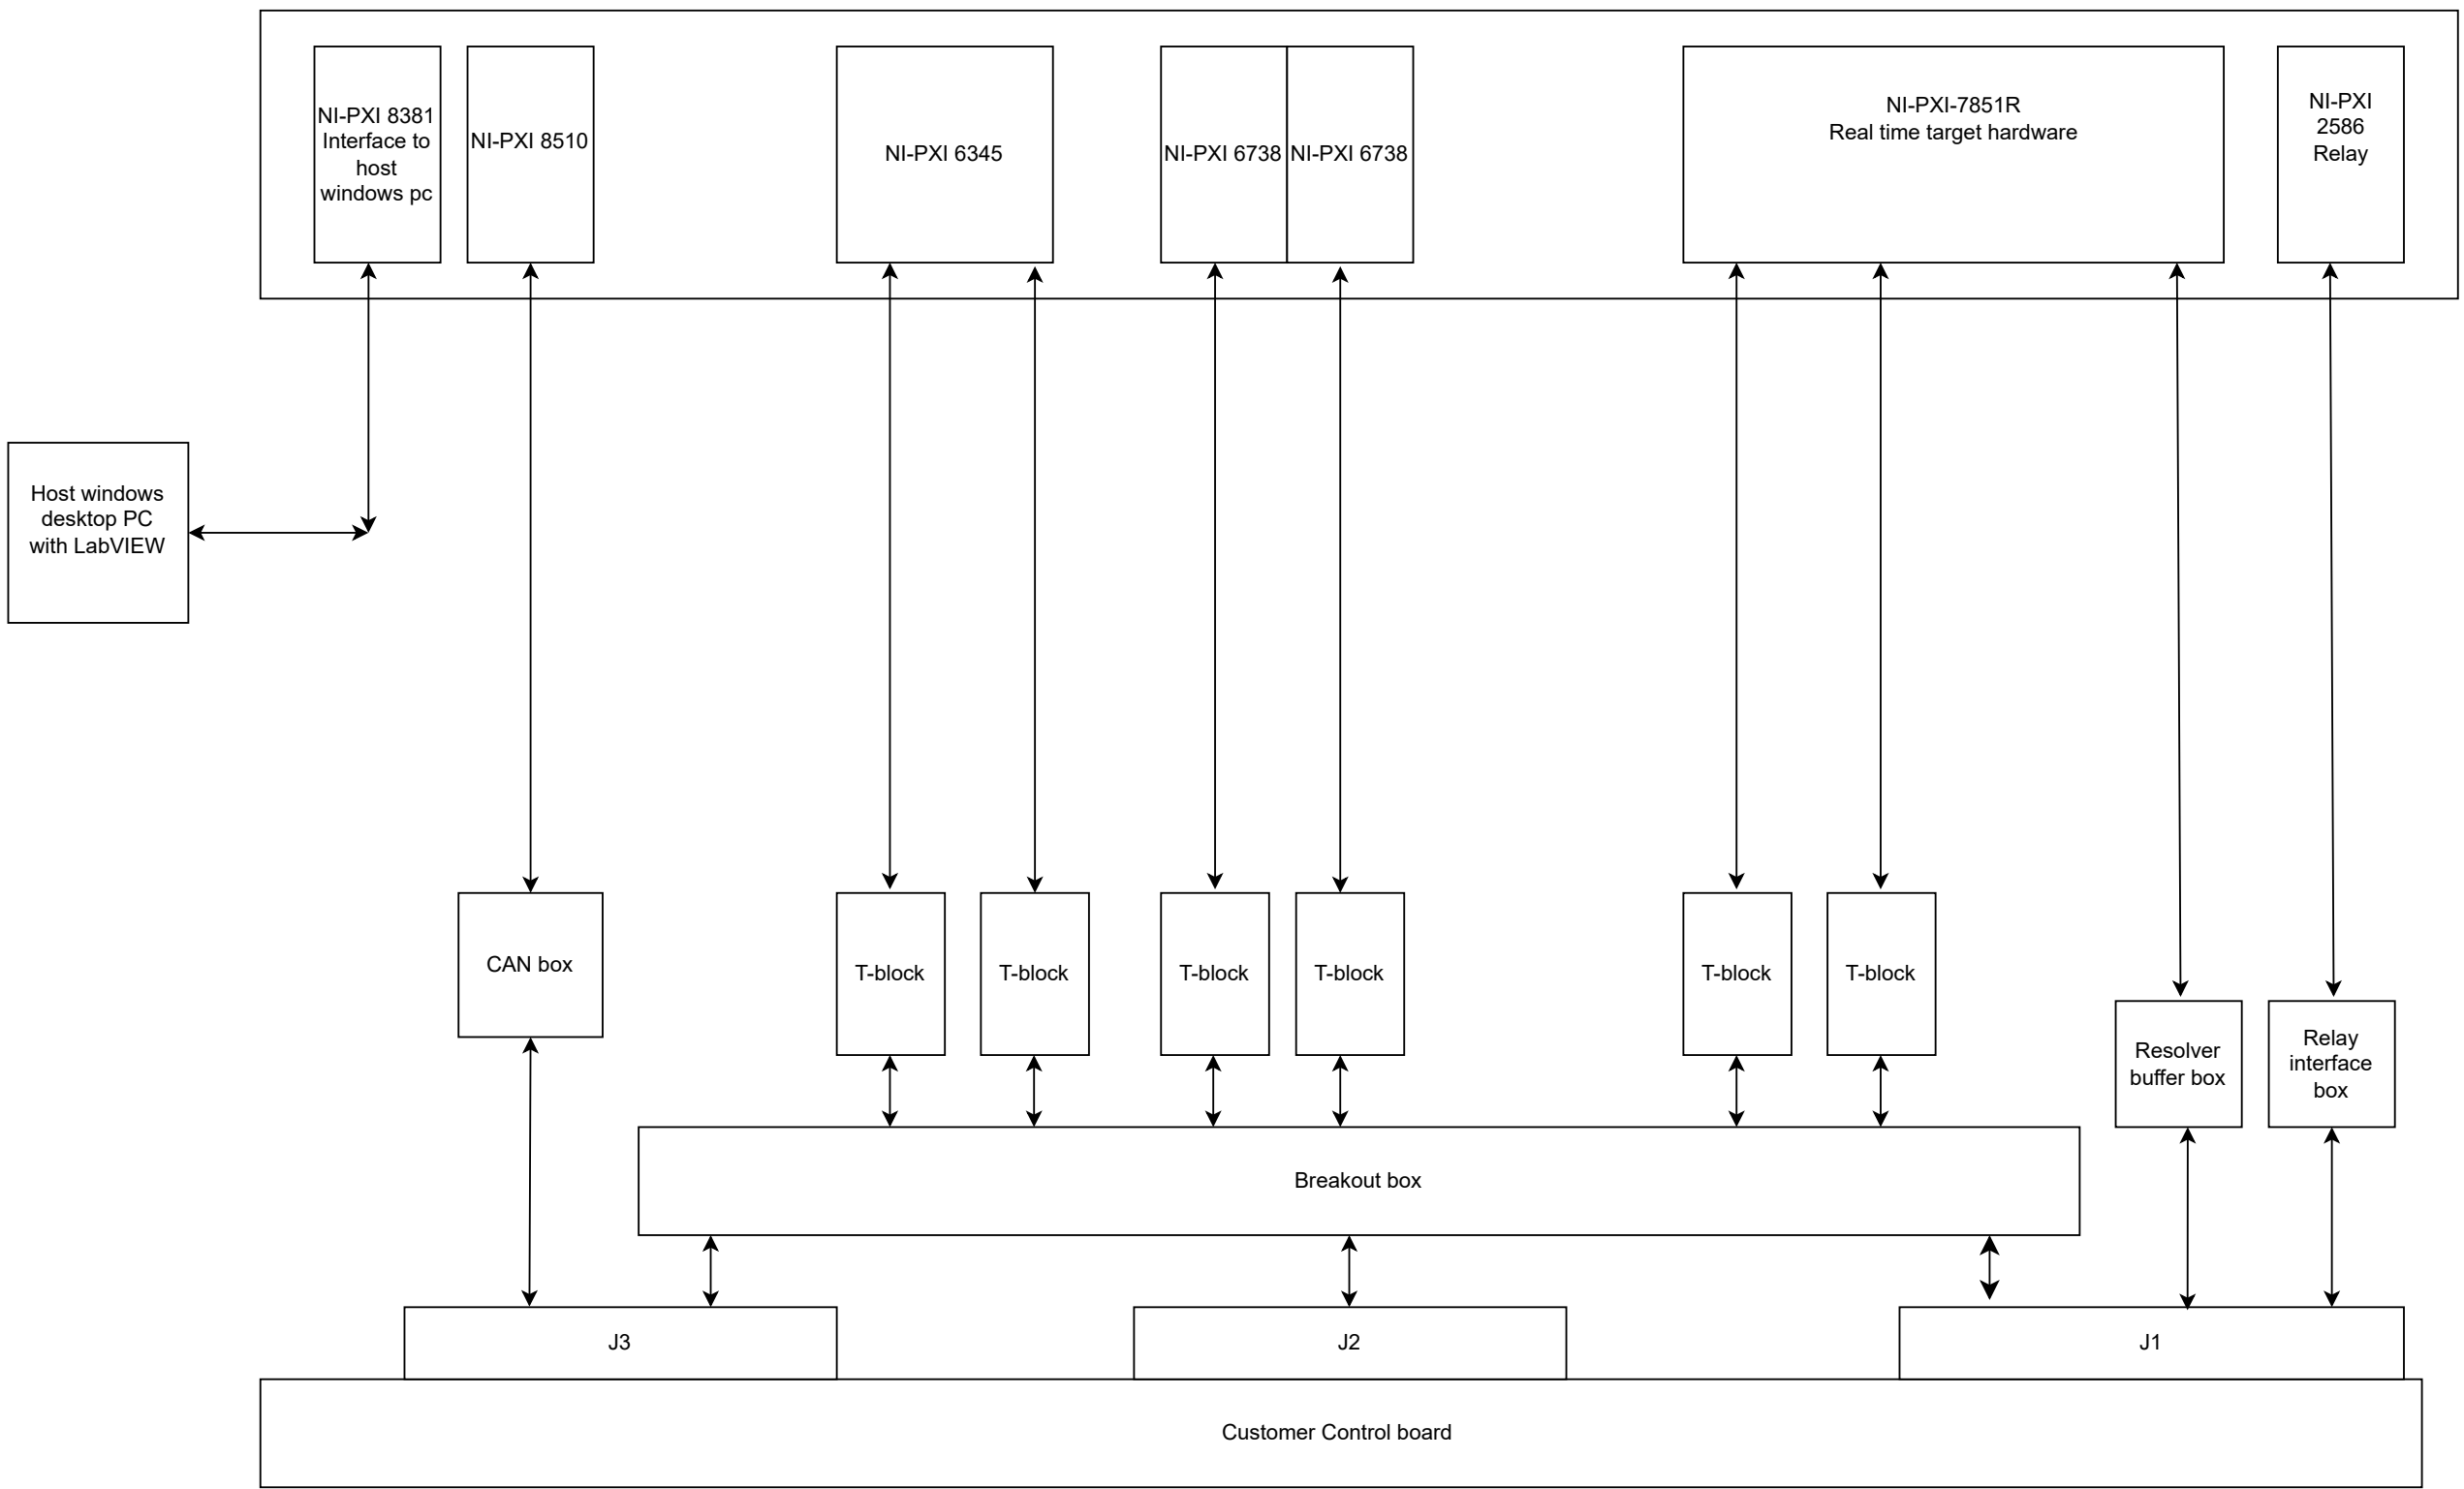 NI-PXI 8381
Interface to
host
windows pc
NI-PXI 8510
NI-PXI 6345
NI-PXI 6738
NI-PXI 6738
NI-PXI-7851R
Real time target hardware
NI-PXI
2586
Relay
Host windows
desktop PC
with LabVIEW
CAN box
T-block
T-block
T-block
T-block
T-block
T-block
Resolver
buffer box
Relay
interface
box
Breakout box
J3
J2
J1
Customer Control board